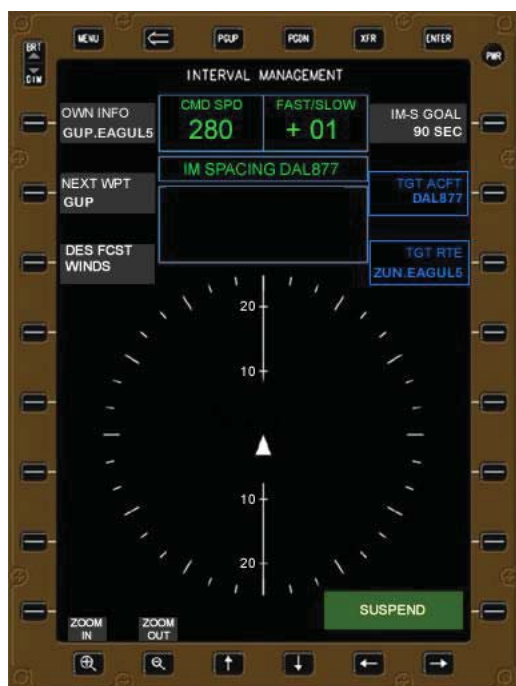 MENU
PGUP
PGDN
XFR
ENTER
BRT
DIM
PWR
INTERVAL MANAGEMENT
OWN INFO
GUP.EAGUL5
CMD SPD
280
FAST/SLOW
+ 01
IM-S GOAL
90 SEC
IM SPACING DAL877
NEXT WPT
GUP
TGT ACFT
DAL877
DES FCST
WINDS
TGT RTE
ZUN.EAGUL5
20
10
10
20
SUSPEND
ZOOM
IN
ZOOM
OUT